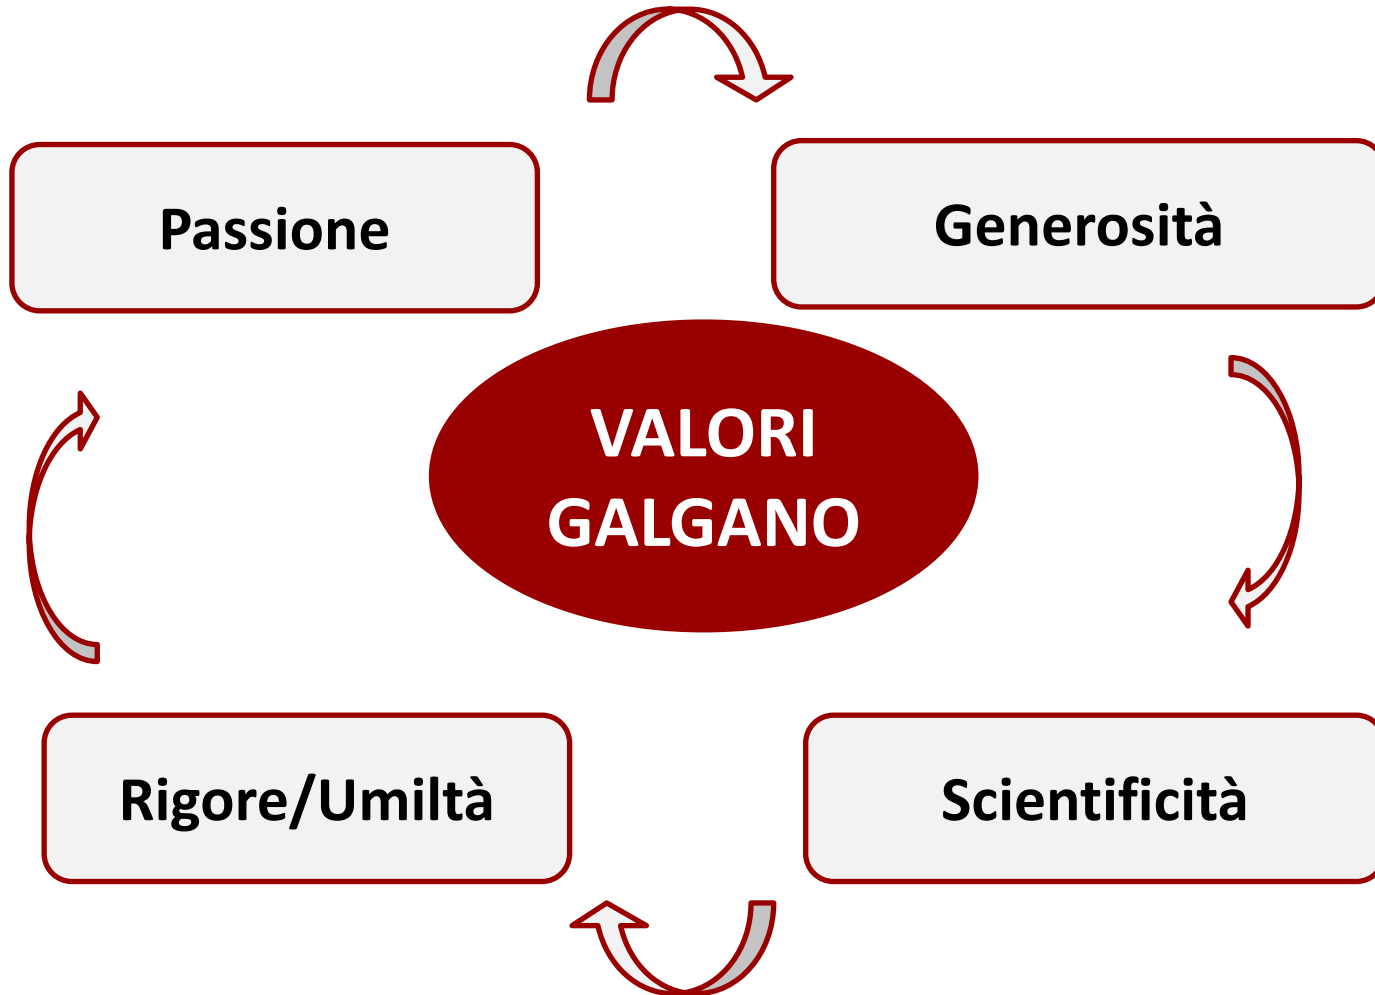 Passione
Generosità
VALORI
GALGANO
Rigore/Umiltà
Scientificità